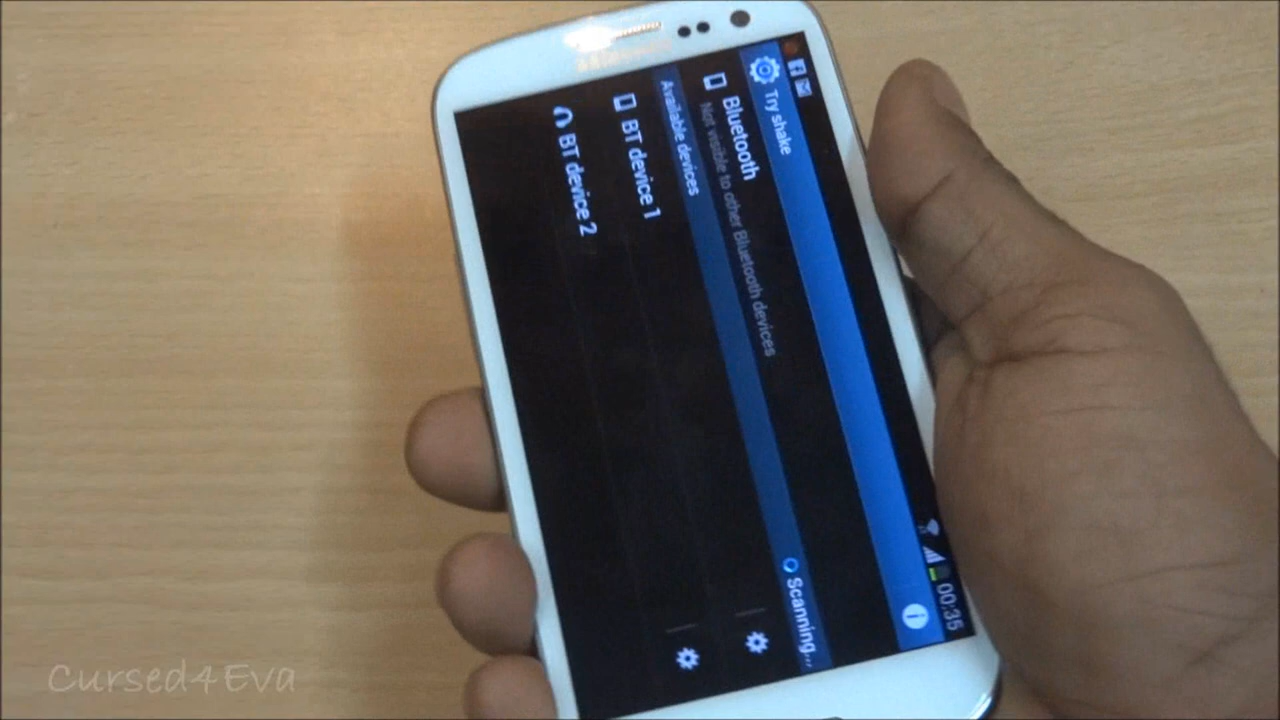 00:35
Try shake
Bluetooth
Not visible to other Bluetooth devices
Available devices
Scanning...
BT device 1
BT device 2
Cursed4Eva